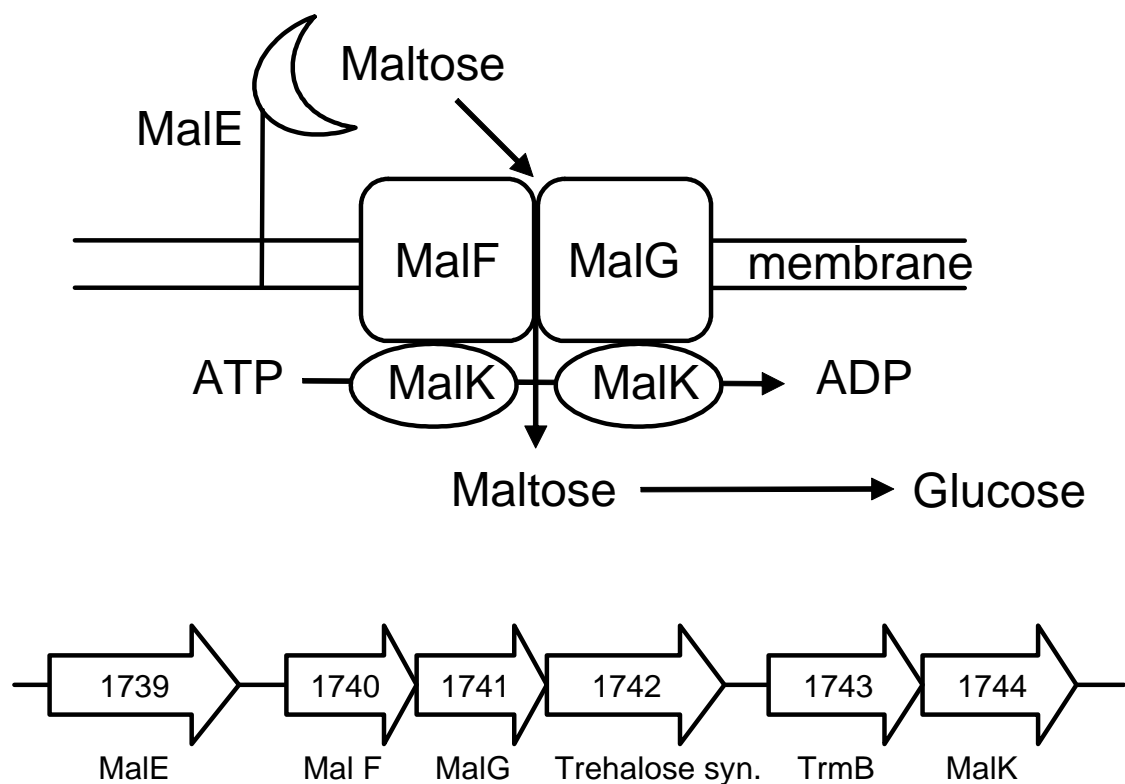 Maltose
MalE
MalF
MalG
membrane
ATP
MalK
MalK
ADP
Maltose
Glucose
1739
1740
1741
1742
1743
1744
MalE
Mal F
MalG
Trehalose syn.
TrmB
MalK